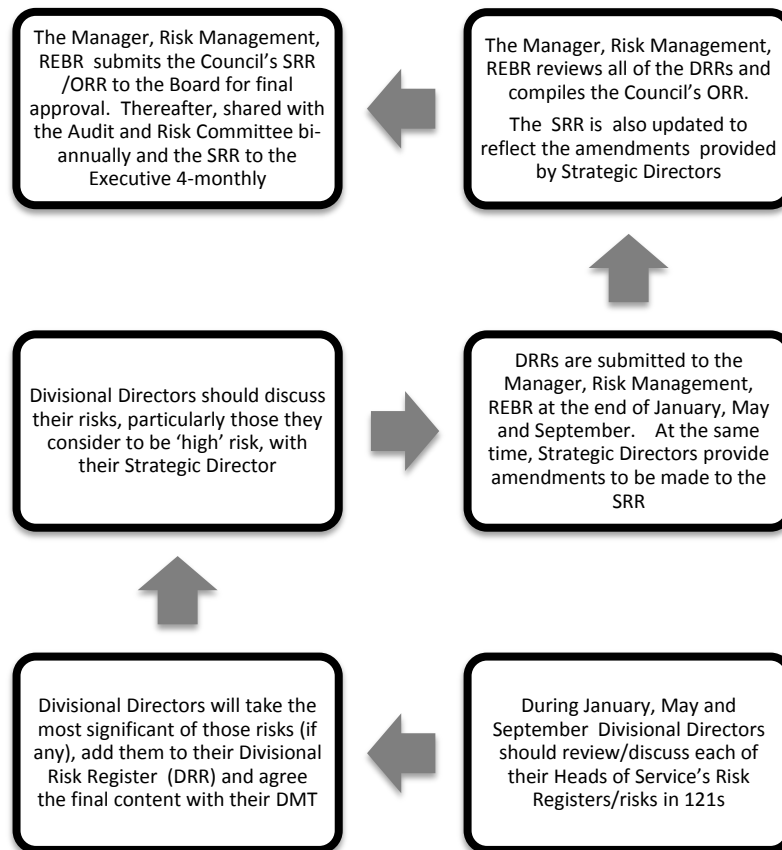 The Manager, Risk Management,
REBR submits the Council's SRR
/ORR to the Board for final
approval. Thereafter, shared with
the Audit and Risk Committee bi-
annually and the SRR to the
Executive 4-monthly
The Manager, Risk Management,
REBR reviews all of the DRRs and
compiles the Council's ORR.
The SRR is also updated to
reflect the amendments provided
by Strategic Directors
Divisional Directors should discuss
their risks, particularly those they
consider to be 'high' risk, with
their Strategic Director
DRRs are submitted to the
Manager, Risk Management,
REBR at the end of January, May
and September. At the same
time, Strategic Directors provide
amendments to be made to the
SRR
Divisional Directors will take the
most significant of those risks (if
any), add them to their Divisional
Risk Register (DRR) and agree
the final content with their DMT
During January, May and
September Divisional Directors
should review/discuss each of
their Heads of Service's Risk
Registers/risks in 121s